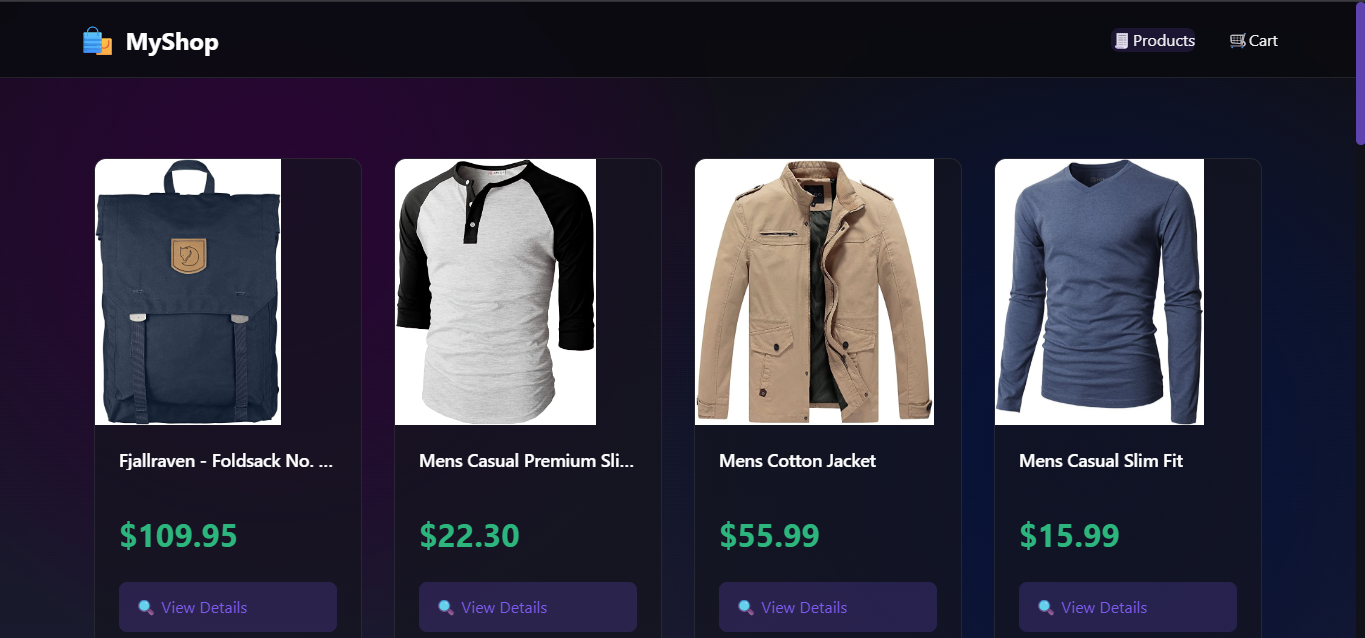 MyShop
Products
Cart
Fjallraven - Foldsack No. ...
Mens Casual Premium Sli...
Mens Cotton Jacket
Mens Casual Slim Fit
$109.95
$22.30
$55.99
$15.99
View Details
View Details
View Details
View Details